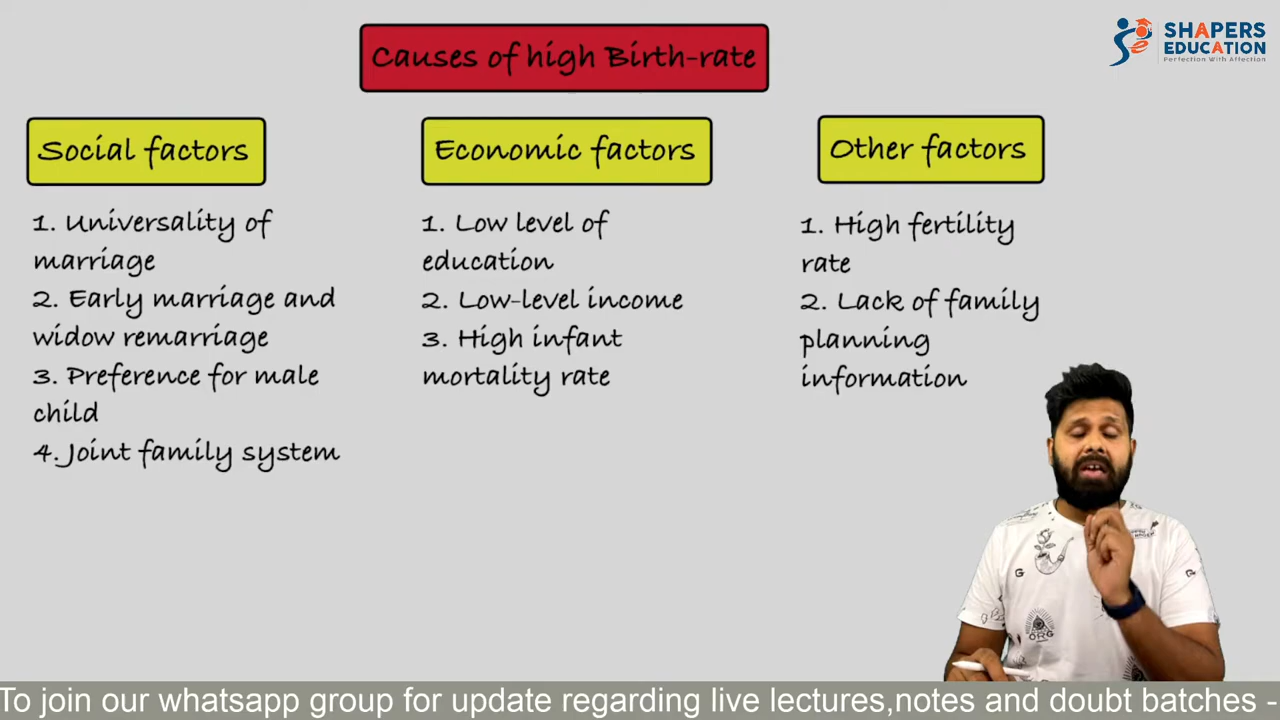 Causes of high Birth-rate
SHAPERS
EDUCATION
Perfection With Affection
Social factors
1. Universality of
marriage
2. Early marriage and
widow remarriage
3. Preference for male
child
4. Joint family system
Economic factors
1. Low level of
education
2. Low-level income
3. High infant
mortality rate
Other factors
1. High fertility
rate
2. Lack of family
planning
information
G
ORG
To join our whatsapp group for update regarding live lectures,notes and doubt batches -